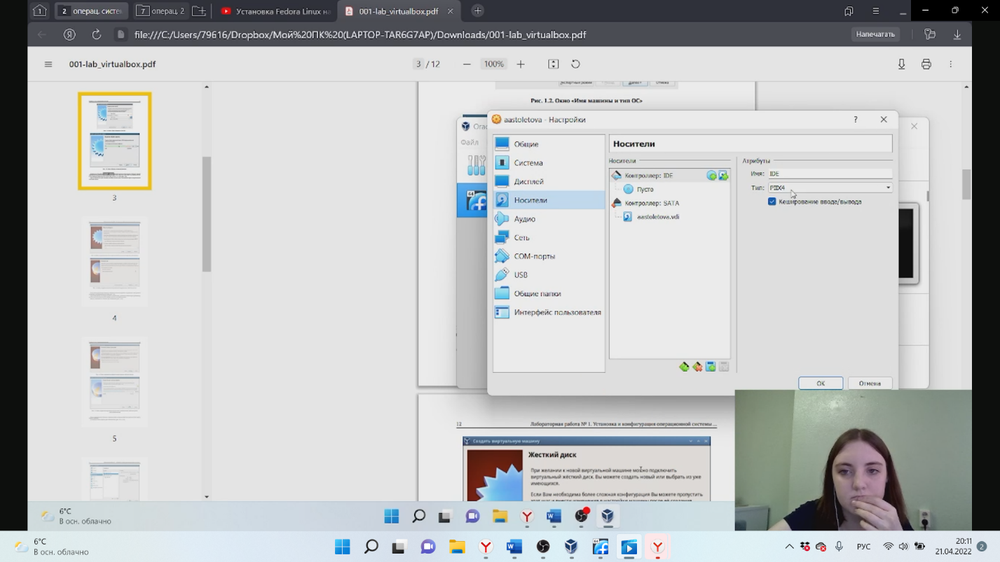 2 операц. систе
7 операц. 2
Установка Fedora Linux на
001-lab_virtualbox.pdf
file:///C:/Users/79616/Dropbox/Мой%20ПК%20(LAPTOP-TAR6G7AP)/Downloads/001-lab_virtualbox.pdf
Напечатать
001-lab_virtualbox.pdf
3 / 12
100%
Рис. 1.2. Окно «Имя машины и тип ОС»
Orac
Файл
64
aastoletova - Настройки
?
Общие
Система
Дисплей
Носители
Аудио
Сеть
COM-порты
USB
Общие папки
Интерфейс пользователя
Носители
Носители
Контроллер: IDE
Пусто
Контроллер: SATA
aastoletova.vdi
Атрибуты
Имя: IDE
Тип: PIIX4
Кеширование ввода/вывода
OK
Отмена
3
4
5
12
Лабораторная работа № 1. Установка и конфигурация операционной системы ...
Создать виртуальную машину
Жесткий диск
При желании к новой виртуальной машине можно подключить
виртуальный жёсткий диск. Вы можете создать новый или выбрать из уже
имеющихся.
Если Вам необходима более сложная конфигурация Вы можете пропустить
6°C
В осн. облачно
6°C
В осн. облачно
64
РУС
20:11
21.04.2022
2